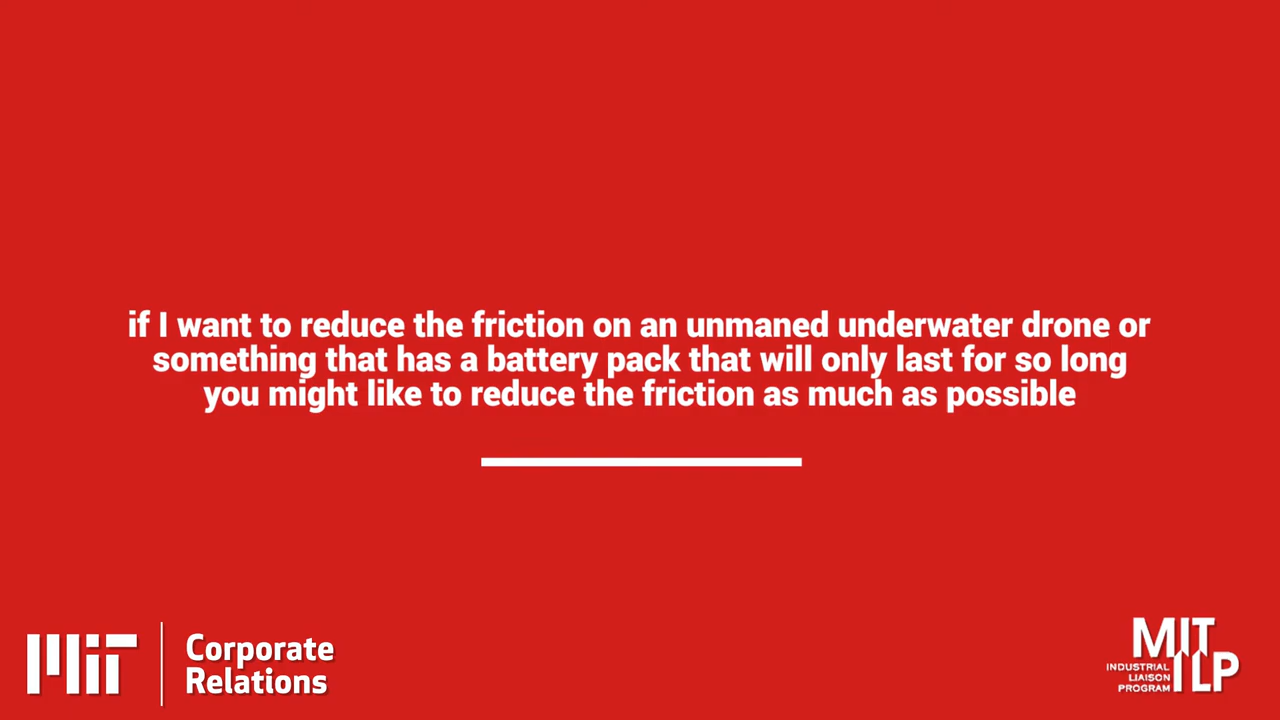 if I want to reduce the friction on an unmaned underwater drone or
something that has a battery pack that will only last for so long
you might like to reduce the friction as much as possible
MIT
Corporate
Relations
MIT
ILP
INDUSTRIAL
LIAISON
PROGRAM